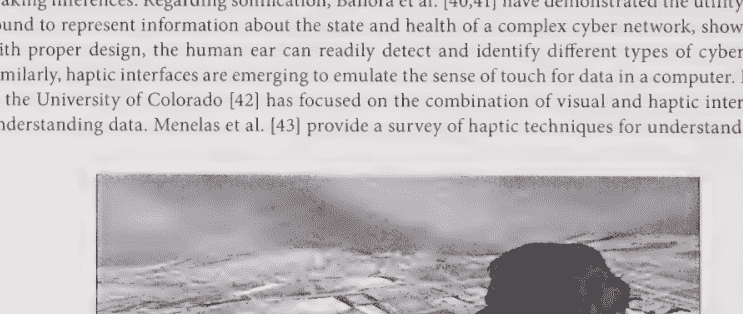 inferences. Regarding sonification, Ballora et al. [40,41] have demonstrated the utility
to represent information about the state and health of a complex cyber network, show
proper design, the human ear can readily detect and identify different types of cyber
haptic interfaces are emerging to emulate the sense of touch for data in a computer.
the University of Colorado [42] has focused on the combination of visual and haptic inter
nderstanding data. Menelas et al. [43] provide a survey of haptic techniques for understand